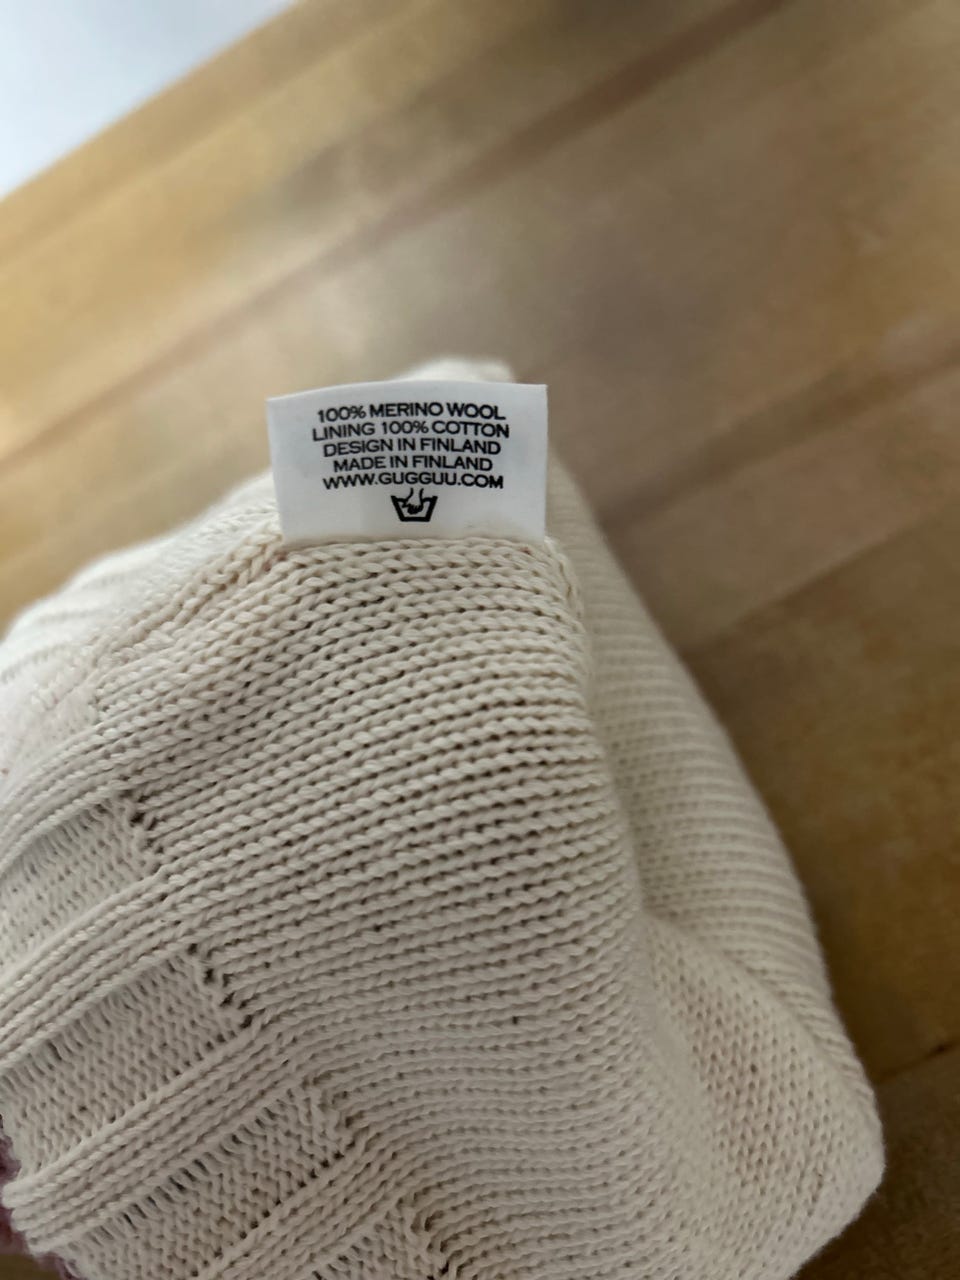 100% MERINO WOOL
LINING 100% COTTON
DESIGN IN FINLAND
MADE IN FINLAND
WWW.GUGGUU.COM